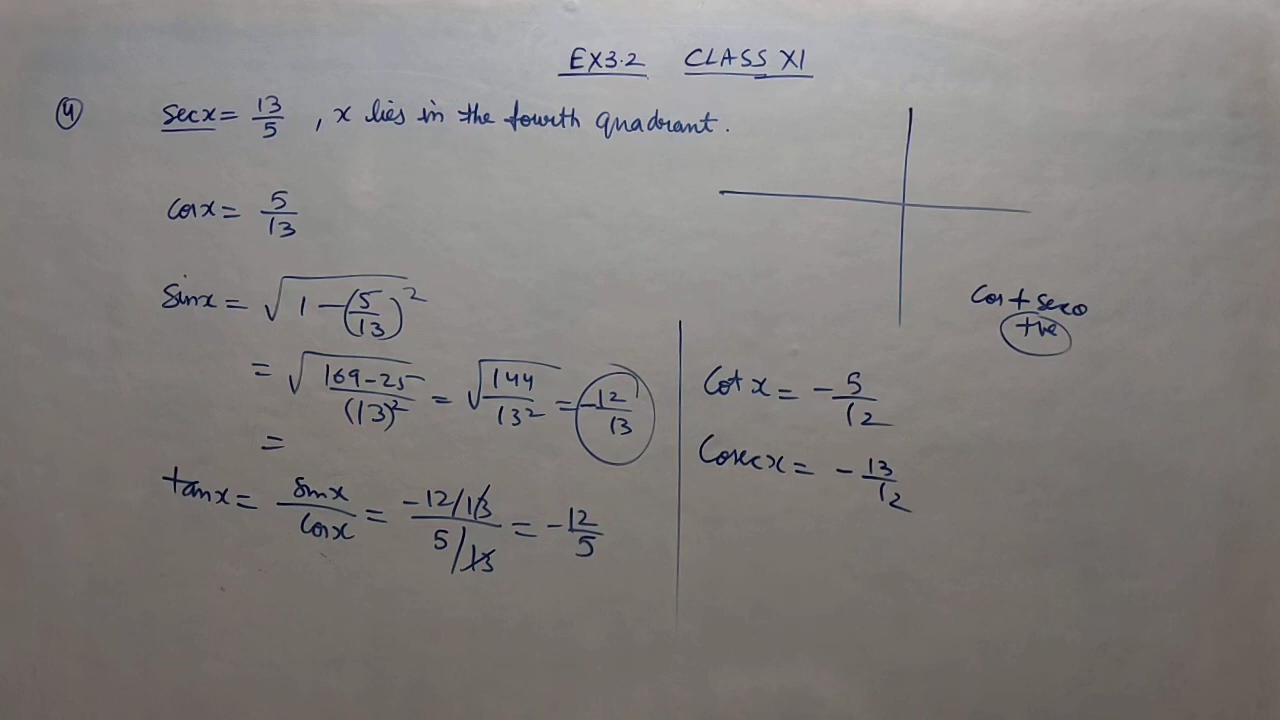 EX3.2 CLASS XI
4 secx = 13/5 , x lies in the fourth quadrant.
Cosx = 5/13
Sinx = √(1 - (5/13)²)
= √((169-25)/(13)²) = √(144/13²) = -12/13
=
tanx = Sinx/Cosx = (-12/13)/(5/13) = -12/5
Cos + secθ
+ve
Cot x = - 5/12
Cosecx = - 13/12